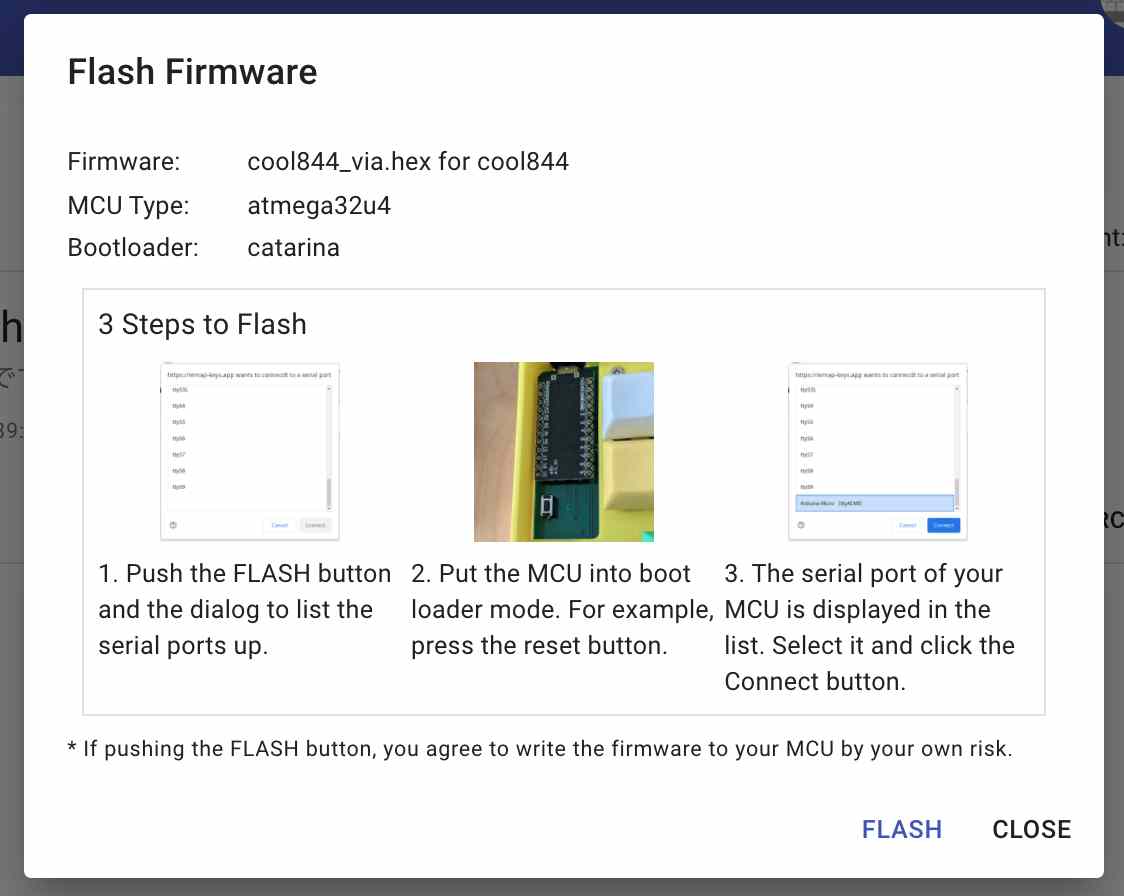 Flash Firmware
Firmware: cool844_via.hex for cool844
MCU Type: atmega32u4
Bootloader: catarina
3 Steps to Flash
https://remap-keys.app wants to connectdt to a serial port
ttyS5
ttyS6
ttyS7
ttyS8
ttyS9
Cancel Connect
1. Push the FLASH button
and the dialog to list the
serial ports up.
2. Put the MCU into boot
loader mode. For example,
press the reset button.
https://remap-keys.app wants to connectdt to a serial port
ttyS5
ttyS6
ttyS7
ttyS8
ttyS9
Arduino Micro (ttyACM0)
Cancel Connect
3. The serial port of your
MCU is displayed in the
list. Select it and click the
Connect button.
* If pushing the FLASH button, you agree to write the firmware to your MCU by your own risk.
FLASH CLOSE